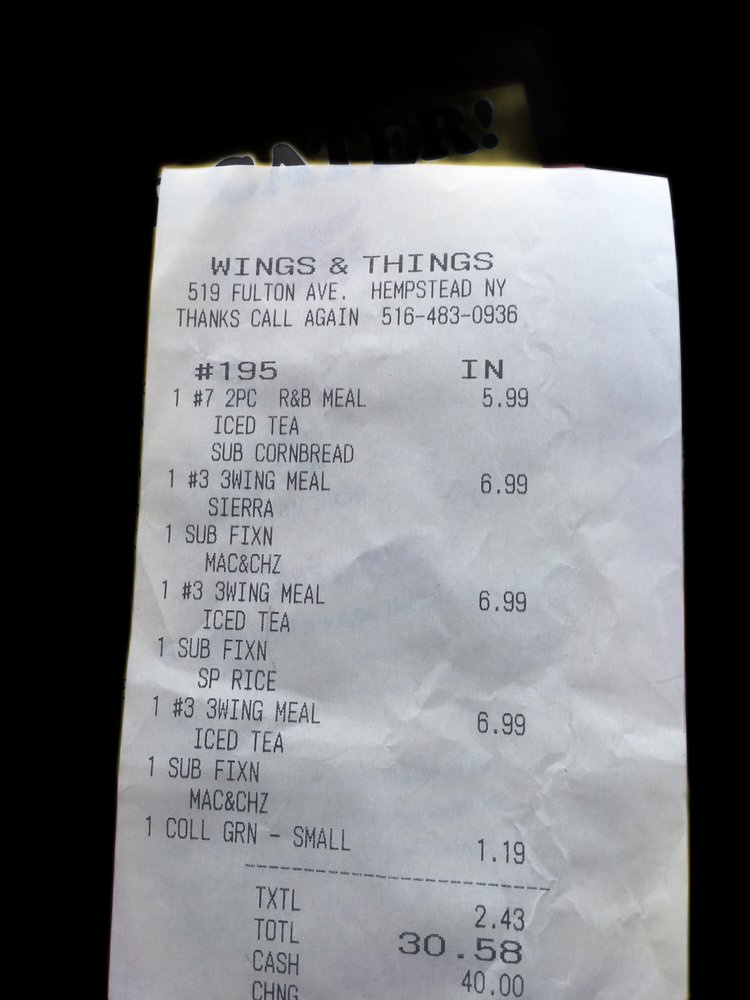 CATER!
WINGS & THINGS
519 FULTON AVE. HEMPSTEAD NY
THANKS CALL AGAIN 516-483-0936
#195 IN
1 #7 2PC R&B MEAL 5.99
ICED TEA
SUB CORNBREAD
1 #3 3WING MEAL 6.99
SIERRA
1 SUB FIXN
MAC&CHZ
1 #3 3WING MEAL 6.99
ICED TEA
1 SUB FIXN
SP RICE
1 #3 3WING MEAL 6.99
ICED TEA
1 SUB FIXN
MAC&CHZ
1 COLL GRN - SMALL 1.19
TXTL 2.43
TOTL 30.58
CASH 40.00
CHNG